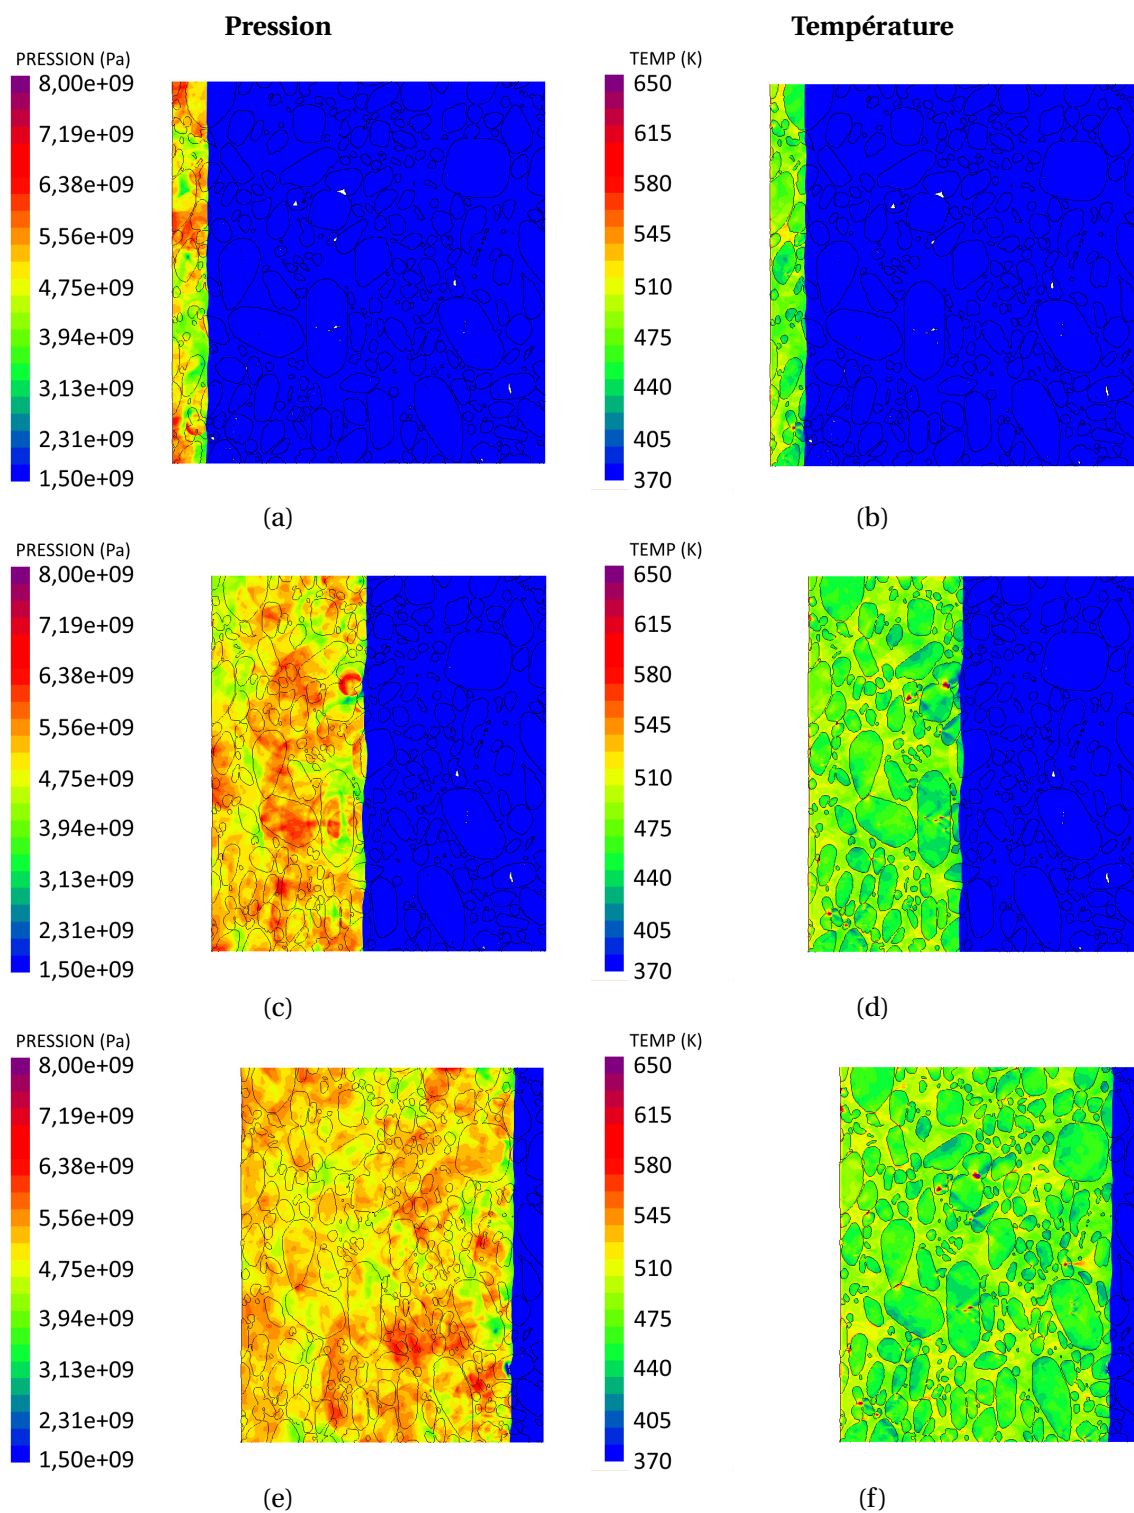 Pression
Température
PRESSION (Pa)
8,00e+09
7,19e+09
6,38e+09
5,56e+09
4,75e+09
3,94e+09
3,13e+09
2,31e+09
1,50e+09
TEMP (K)
650
615
580
545
510
475
440
405
370
(a)
(b)
PRESSION (Pa)
8,00e+09
7,19e+09
6,38e+09
5,56e+09
4,75e+09
3,94e+09
3,13e+09
2,31e+09
1,50e+09
TEMP (K)
650
615
580
545
510
475
440
405
370
(c)
(d)
PRESSION (Pa)
8,00e+09
7,19e+09
6,38e+09
5,56e+09
4,75e+09
3,94e+09
3,13e+09
2,31e+09
1,50e+09
TEMP (K)
650
615
580
545
510
475
440
405
370
(e)
(f)